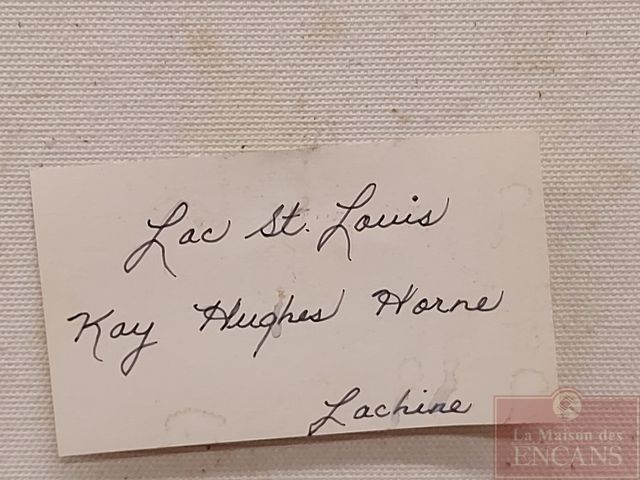 Lac St. Louis
Kay Hughes Horne
Lachine
La Maison des
ENCANS